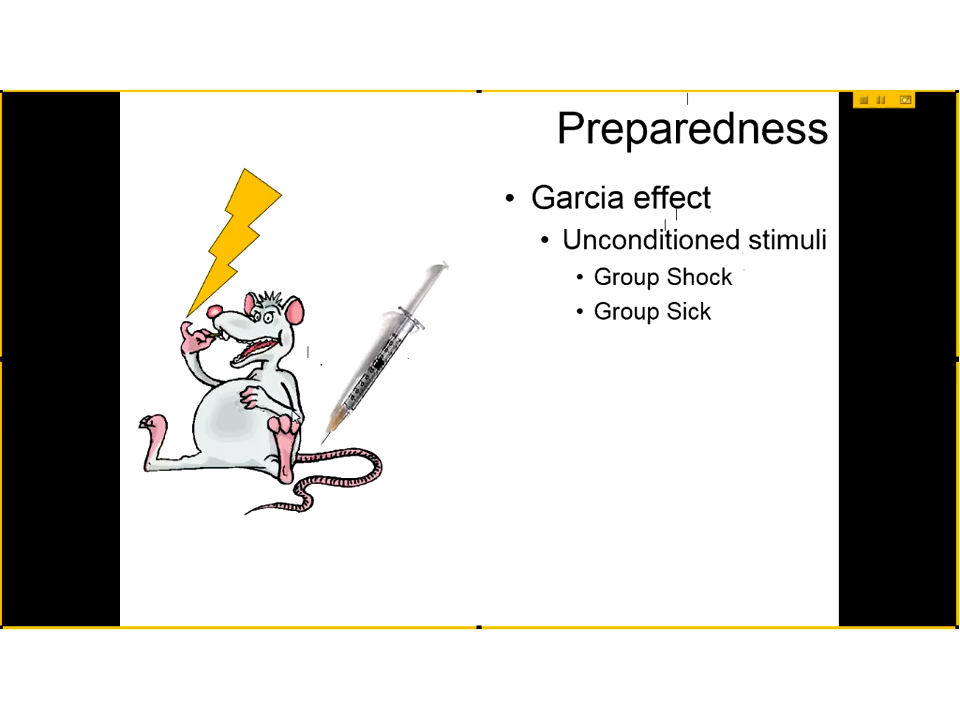 Preparedness
• Garcia effect
• Unconditioned stimuli
• Group Shock
• Group Sick